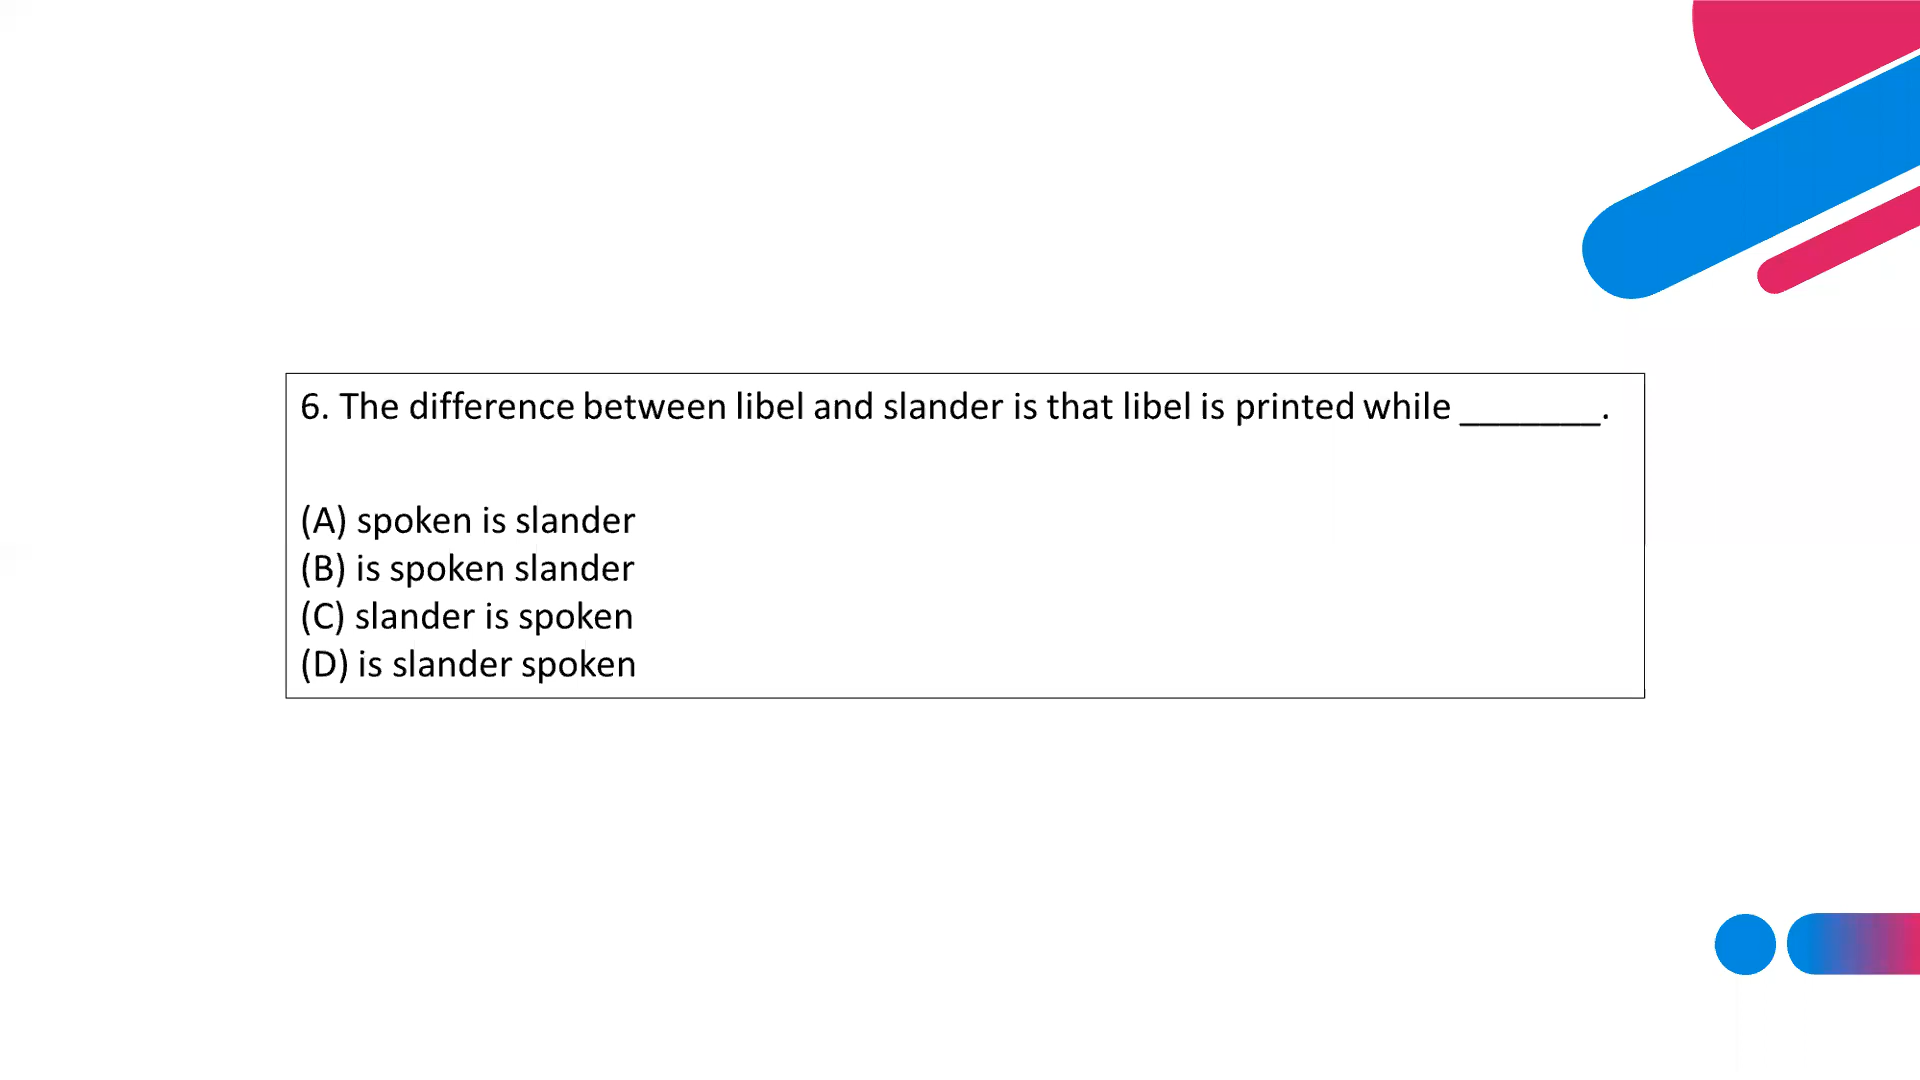 6. The difference between libel and slander is that libel is printed while _______.
(A) spoken is slander
(B) is spoken slander
(C) slander is spoken
(D) is slander spoken